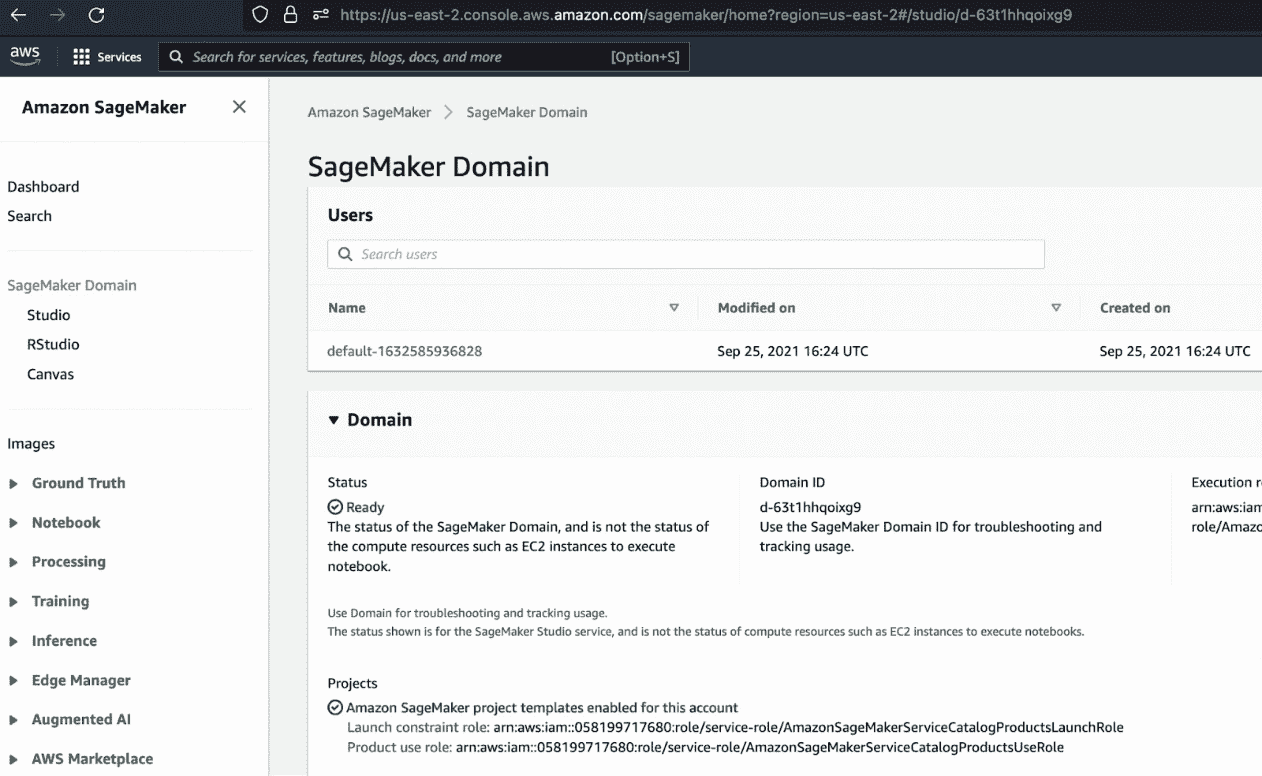 https://us-east-2.console.aws.amazon.com/sagemaker/home?region=us-east-2#/studio/d-63t1hhqoixg9
aws Services Search for services, features, blogs, docs, and more [Option+S]
Amazon SageMaker
Dashboard
Search
SageMaker Domain
Studio
RStudio
Canvas
Images
Ground Truth
Notebook
Processing
Training
Inference
Edge Manager
Augmented AI
AWS Marketplace
Amazon SageMaker SageMaker Domain
SageMaker Domain
Users
Search users
Name Modified on Created on
default-1632585936828 Sep 25, 2021 16:24 UTC Sep 25, 2021 16:24 UTC
Domain
Status
Ready
The status of the SageMaker Domain, and is not the status of
the compute resources such as EC2 instances to execute
notebook.
Domain ID
d-63t1hhqoixg9
Use the SageMaker Domain ID for troubleshooting and
tracking usage.
Execution r
arn:aws:iam
role/Amazo
Use Domain for troubleshooting and tracking usage.
The status shown is for the SageMaker Studio service, and is not the status of compute resources such as EC2 instances to execute notebooks.
Projects
Amazon SageMaker project templates enabled for this account
Launch constraint role: arn:aws:iam::058199717680:role/service-role/AmazonSageMakerServiceCatalogProductsLaunchRole
Product use role: arn:aws:iam::058199717680:role/service-role/AmazonSageMakerServiceCatalogProductsUseRole